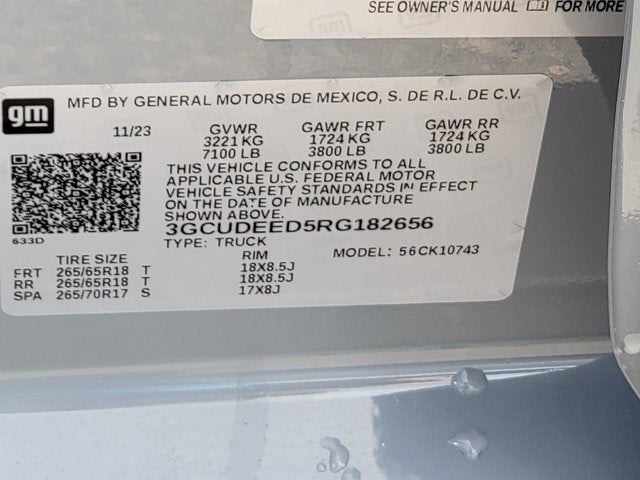 SEE OWNER'S MANUAL FOR MORE
gm
MFD BY GENERAL MOTORS DE MEXICO, S. DE R.L. DE C.V.
11/23 GVWR GAWR FRT GAWR RR
3221 KG 1724 KG 1724 KG
7100 LB 3800 LB 3800 LB
THIS VEHICLE CONFORMS TO ALL
APPLICABLE U.S. FEDERAL MOTOR
VEHICLE SAFETY STANDARDS IN EFFECT
ON THE DATE OF MANUFACTURE
SHOWN ABOVE.
633D
3GCUDEED5RG182656
TYPE: TRUCK MODEL: 56CK10743
TIRE SIZE RIM
FRT 265/65R18 T 18X8.5J
RR 265/65R18 T 18X8.5J
SPA 265/70R17 S 17X8J